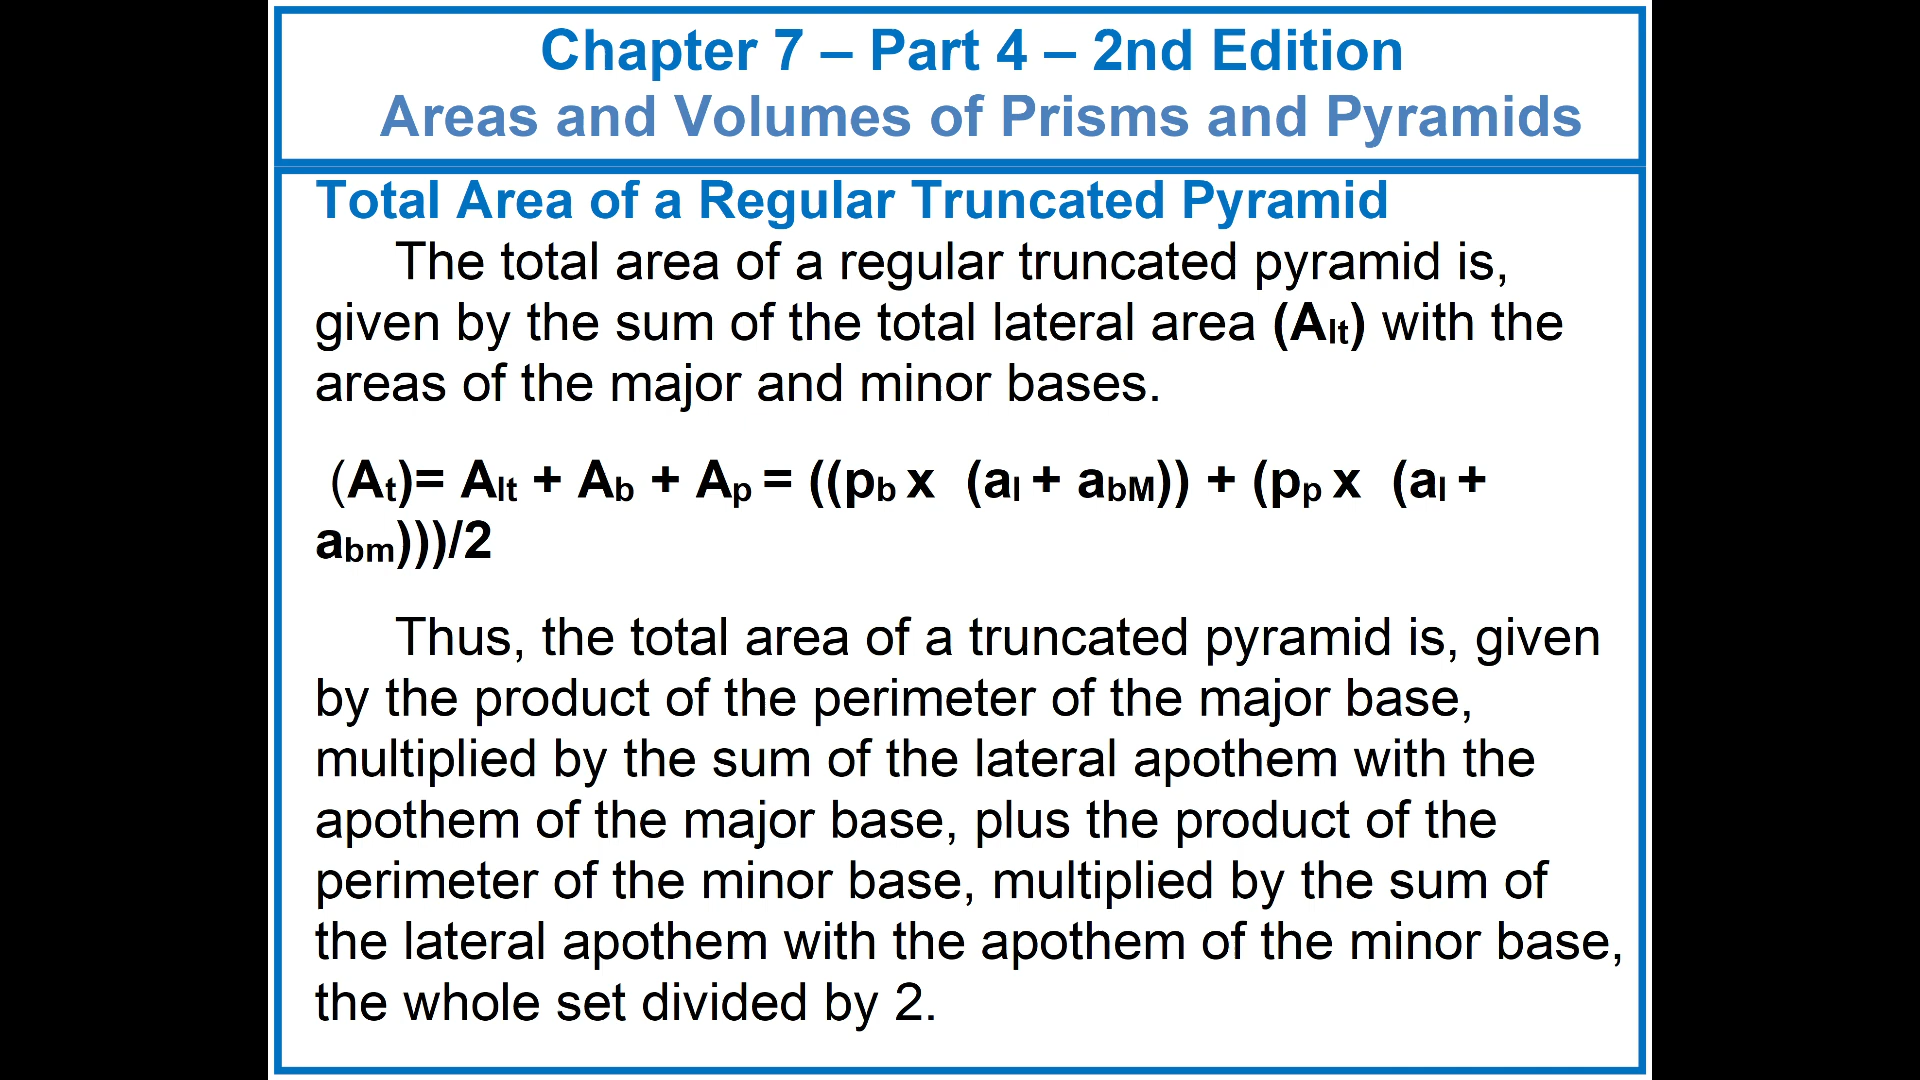 Chapter 7 – Part 4 – 2nd Edition
Areas and Volumes of Prisms and Pyramids
Total Area of a Regular Truncated Pyramid
The total area of a regular truncated pyramid is,
given by the sum of the total lateral area (Alt) with the
areas of the major and minor bases.
(At)= Alt + Ab + Ap = ((pb x (al + abM)) + (pp x (al +
abm)))/2
Thus, the total area of a truncated pyramid is, given
by the product of the perimeter of the major base,
multiplied by the sum of the lateral apothem with the
apothem of the major base, plus the product of the
perimeter of the minor base, multiplied by the sum of
the lateral apothem with the apothem of the minor base,
the whole set divided by 2.